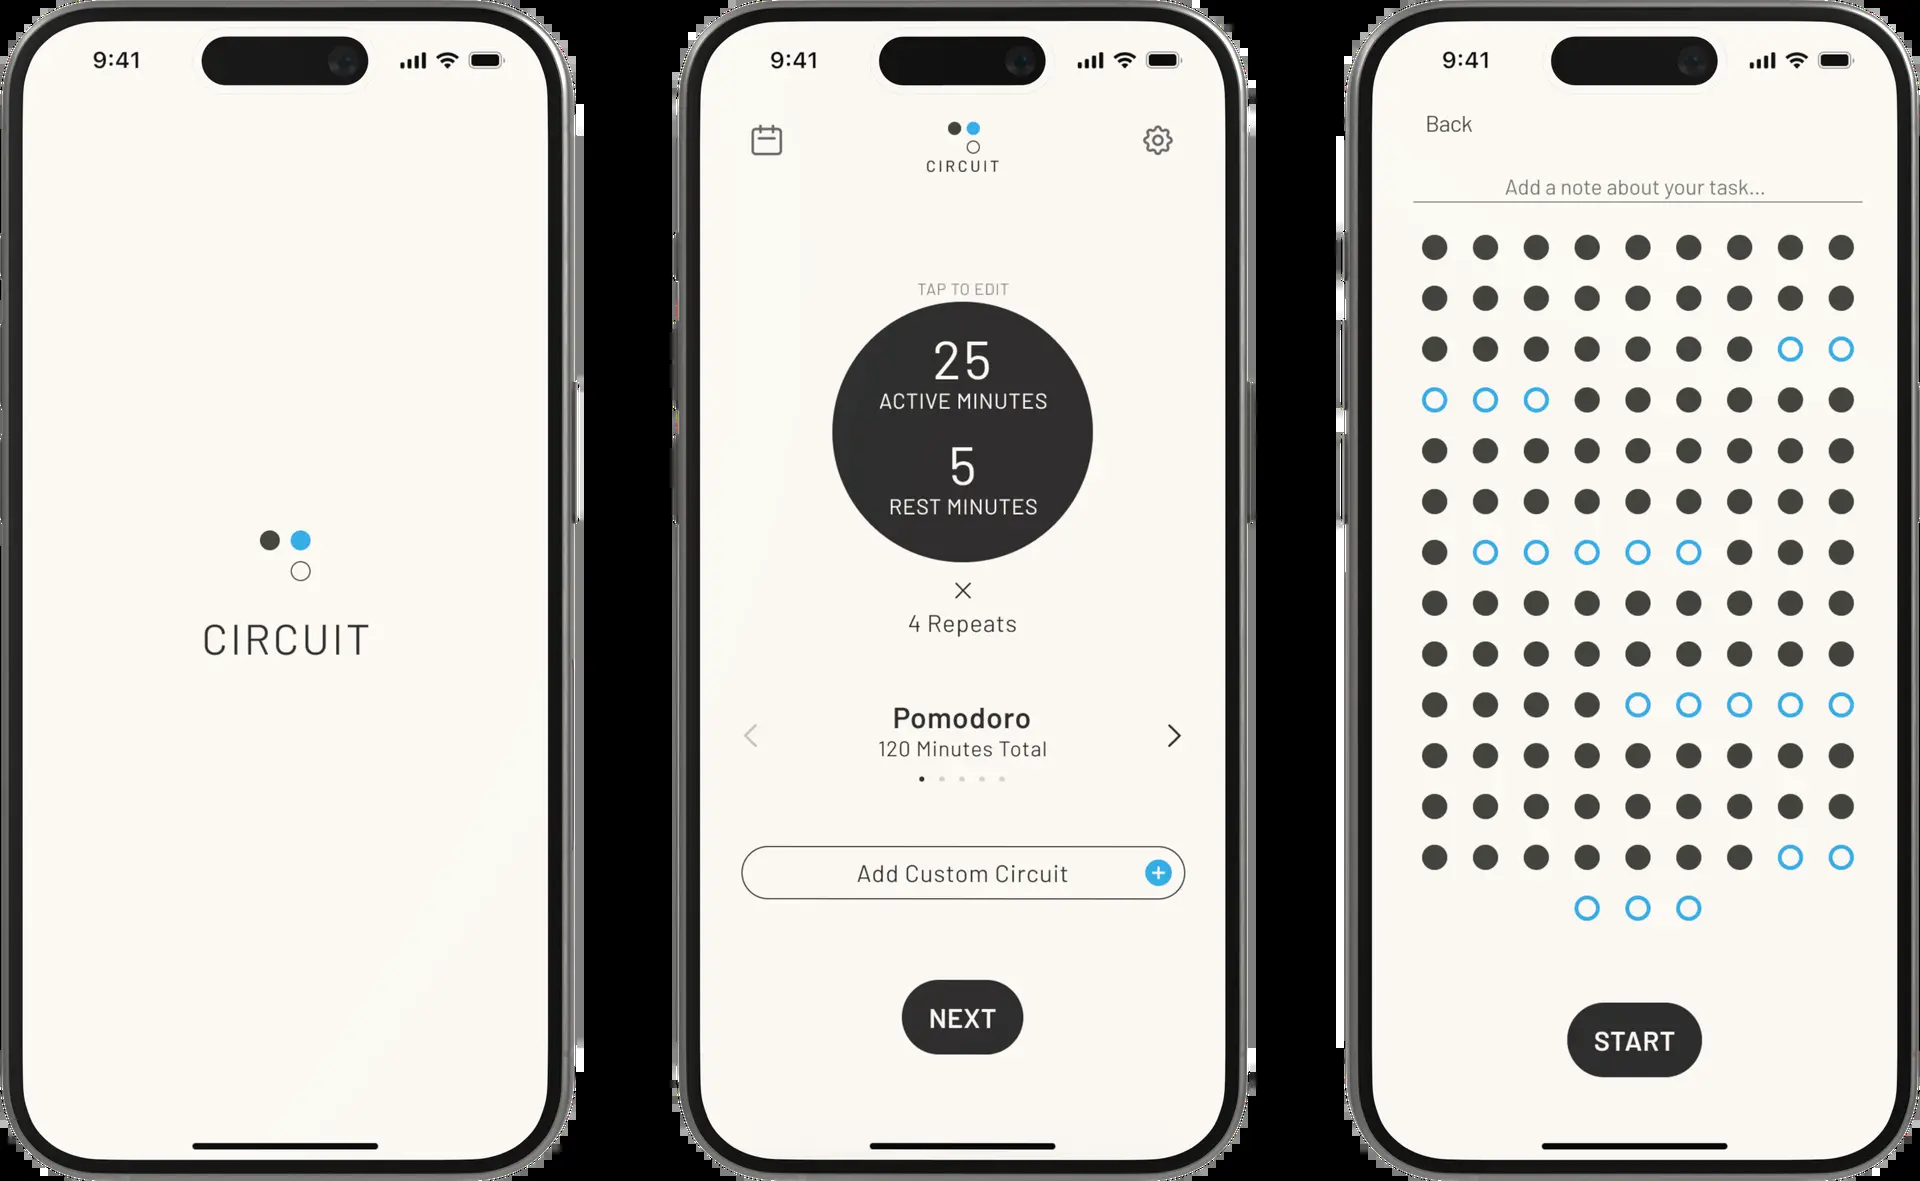 9:41
CIRCUIT
9:41
CIRCUIT
TAP TO EDIT
25
ACTIVE MINUTES
5
REST MINUTES
×
4 Repeats
Pomodoro
120 Minutes Total
Add Custom Circuit
NEXT
9:41
Back
Add a note about your task...
START